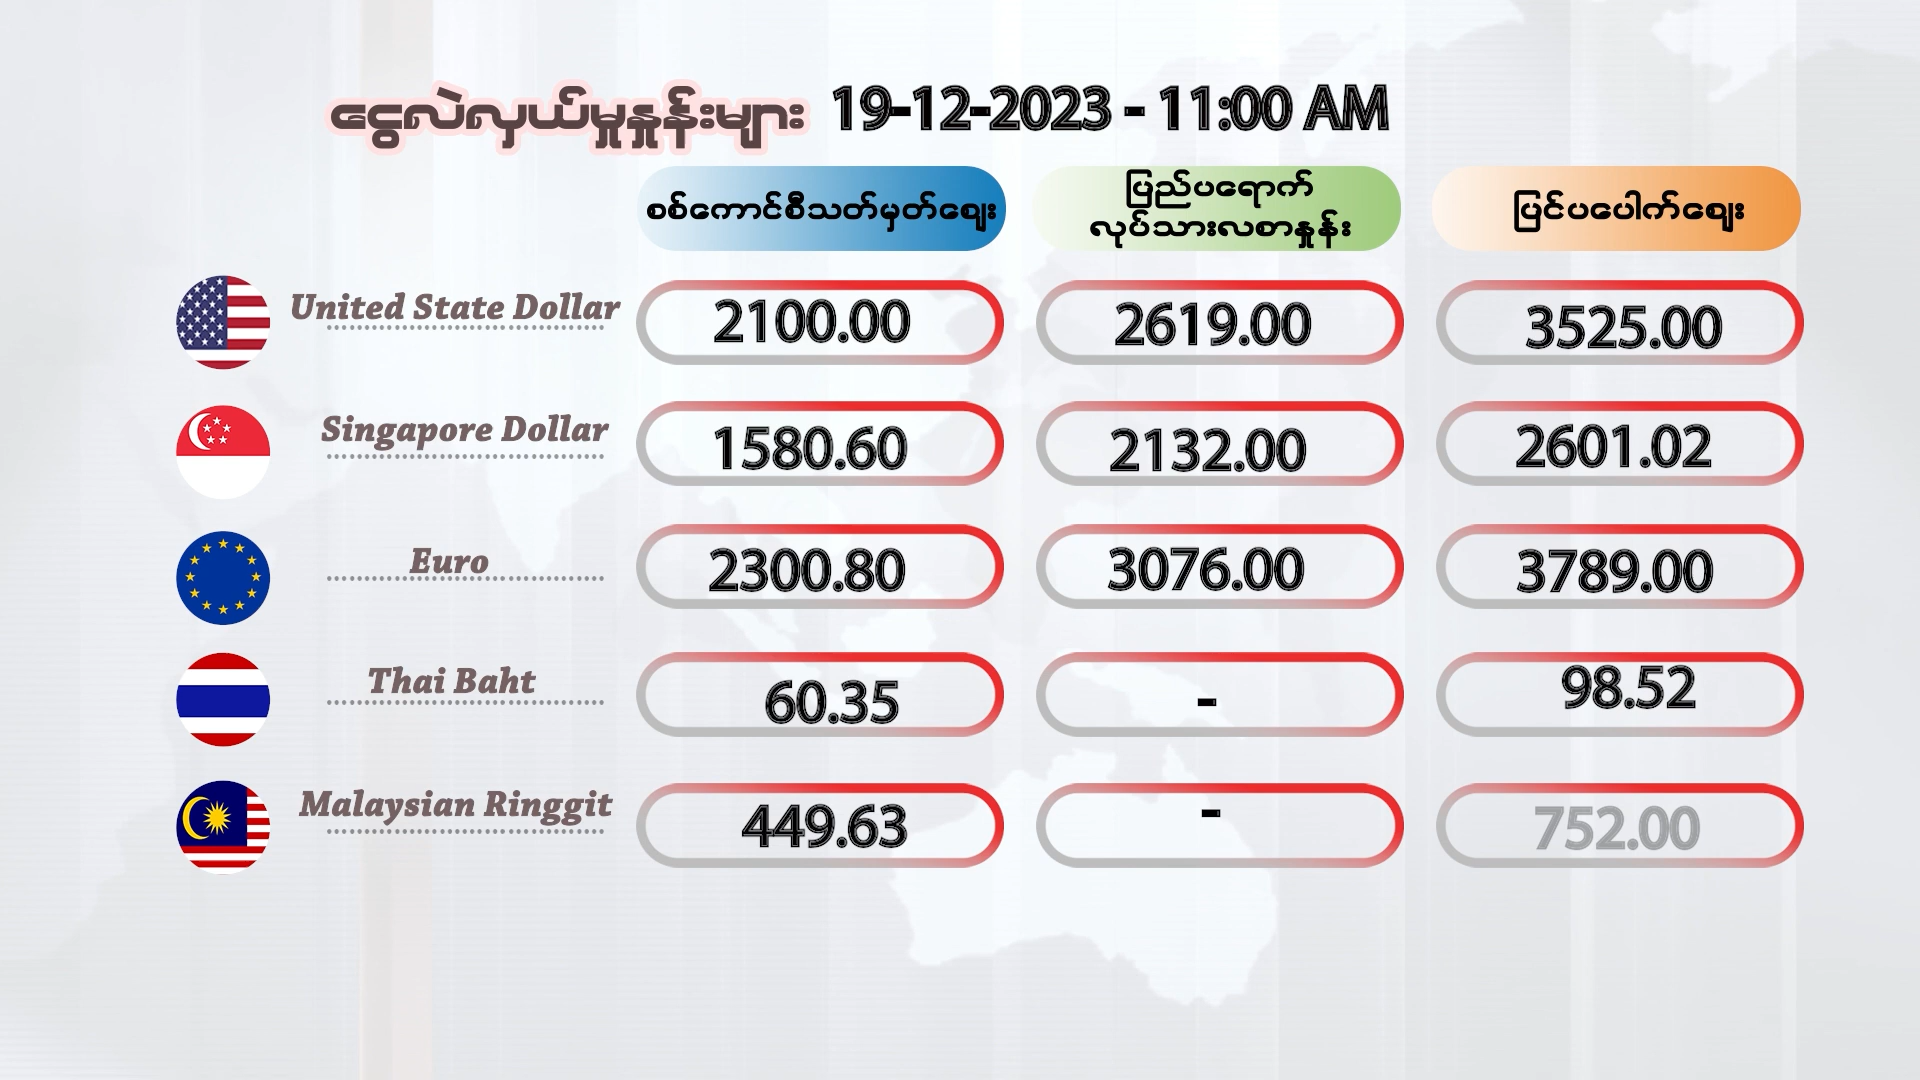 ငွေလဲလှယ်မှုနှုန်းများ 19-12-2023 - 11:00 AM
စစ်ကောင်စီသတ်မှတ်ဈေး ပြည်ပရောက် ပြင်ပပေါက်ဈေး
လုပ်သားလစာနှုန်း
United State Dollar 2100.00 2619.00 3525.00
Singapore Dollar 1580.60 2132.00 2601.02
Euro 2300.80 3076.00 3789.00
Thai Baht 60.35 - 98.52
Malaysian Ringgit 449.63 - 752.00